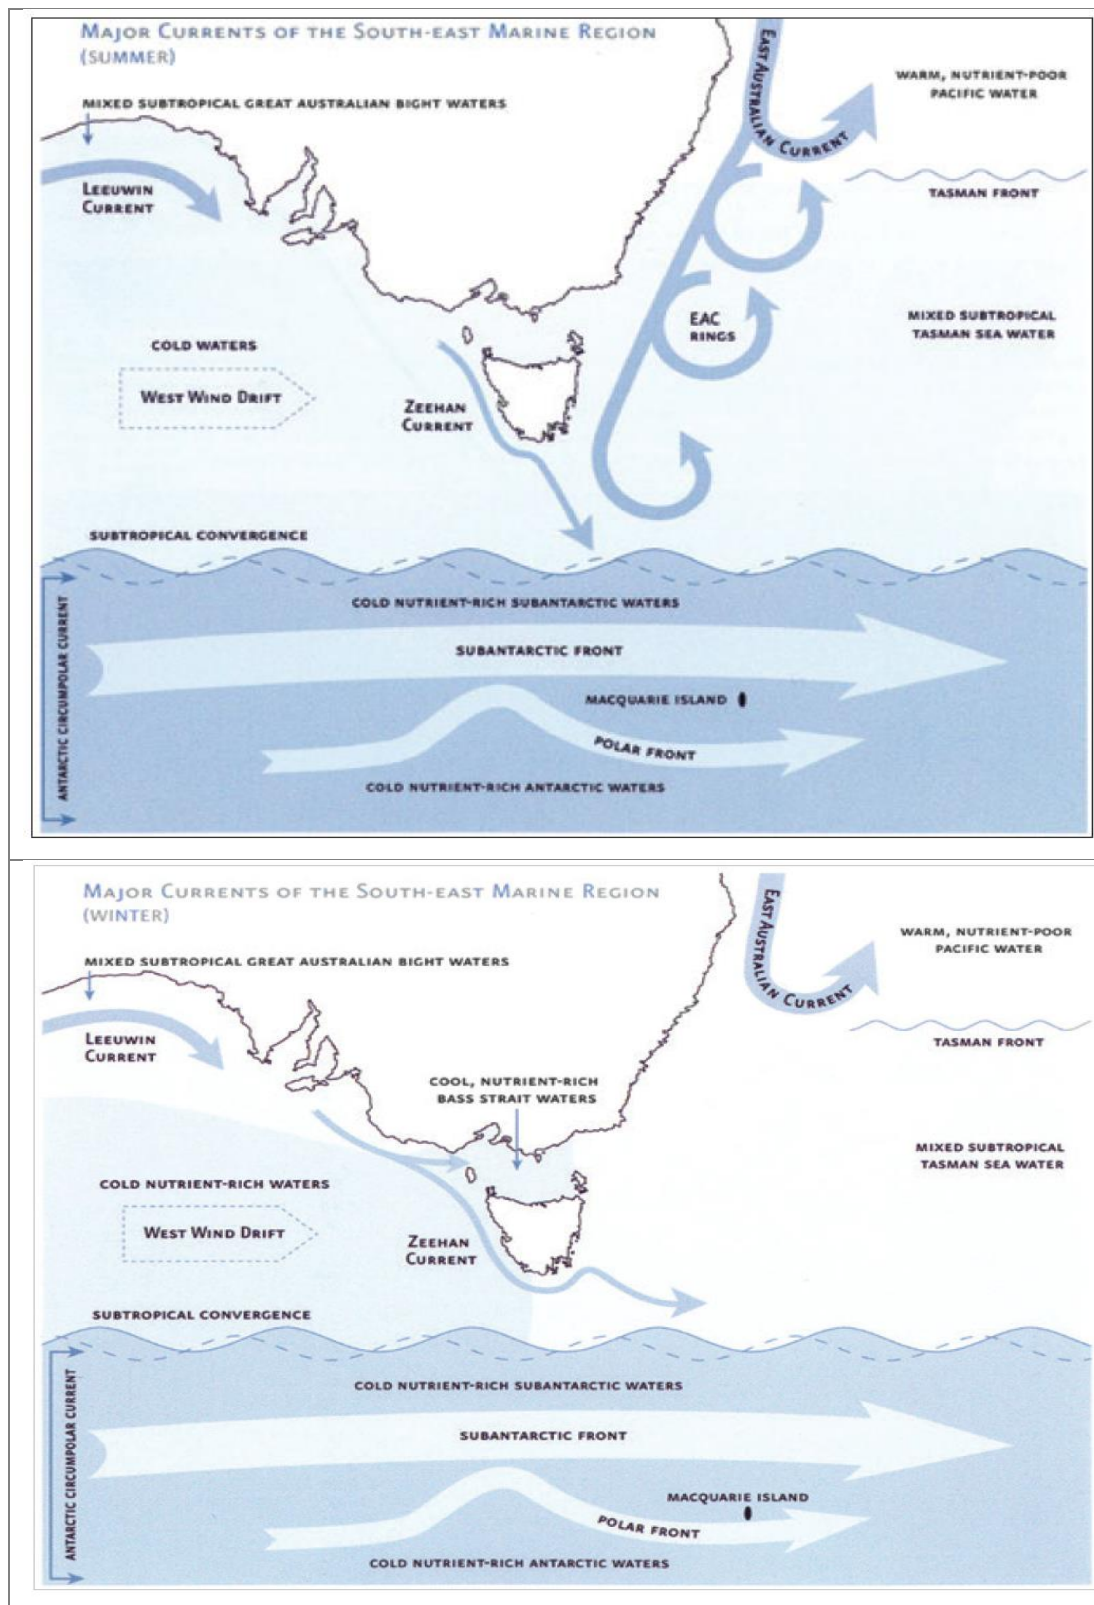 MAJOR CURRENTS OF THE SOUTH-EAST MARINE REGION
(SUMMER)
EAST AUSTRALIAN CURRENT
WARM, NUTRIENT-POOR
PACIFIC WATER
MIXED SUBTROPICAL GREAT AUSTRALIAN BIGHT WATERS
LEEUWIN
CURRENT
TASMAN FRONT
EAC
RINGS
MIXED SUBTROPICAL
TASMAN SEA WATER
COLD WATERS
WEST WIND DRIFT
ZEEHAN
CURRENT
SUBTROPICAL CONVERGENCE
ANTARCTIC CIRCUMPOLAR CURRENT
COLD NUTRIENT-RICH SUBANTARCTIC WATERS
SUBANTARCTIC FRONT
MACQUARIE ISLAND
POLAR FRONT
COLD NUTRIENT-RICH ANTARCTIC WATERS
MAJOR CURRENTS OF THE SOUTH-EAST MARINE REGION
(WINTER)
EAST AUSTRALIAN CURRENT
WARM, NUTRIENT-POOR
PACIFIC WATER
MIXED SUBTROPICAL GREAT AUSTRALIAN BIGHT WATERS
LEEUWIN
CURRENT
TASMAN FRONT
COOL, NUTRIENT-RICH
BASS STRAIT WATERS
MIXED SUBTROPICAL
TASMAN SEA WATER
COLD NUTRIENT-RICH WATERS
WEST WIND DRIFT
ZEEHAN
CURRENT
SUBTROPICAL CONVERGENCE
ANTARCTIC CIRCUMPOLAR CURRENT
COLD NUTRIENT-RICH SUBANTARCTIC WATERS
SUBANTARCTIC FRONT
MACQUARIE ISLAND
POLAR FRONT
COLD NUTRIENT-RICH ANTARCTIC WATERS